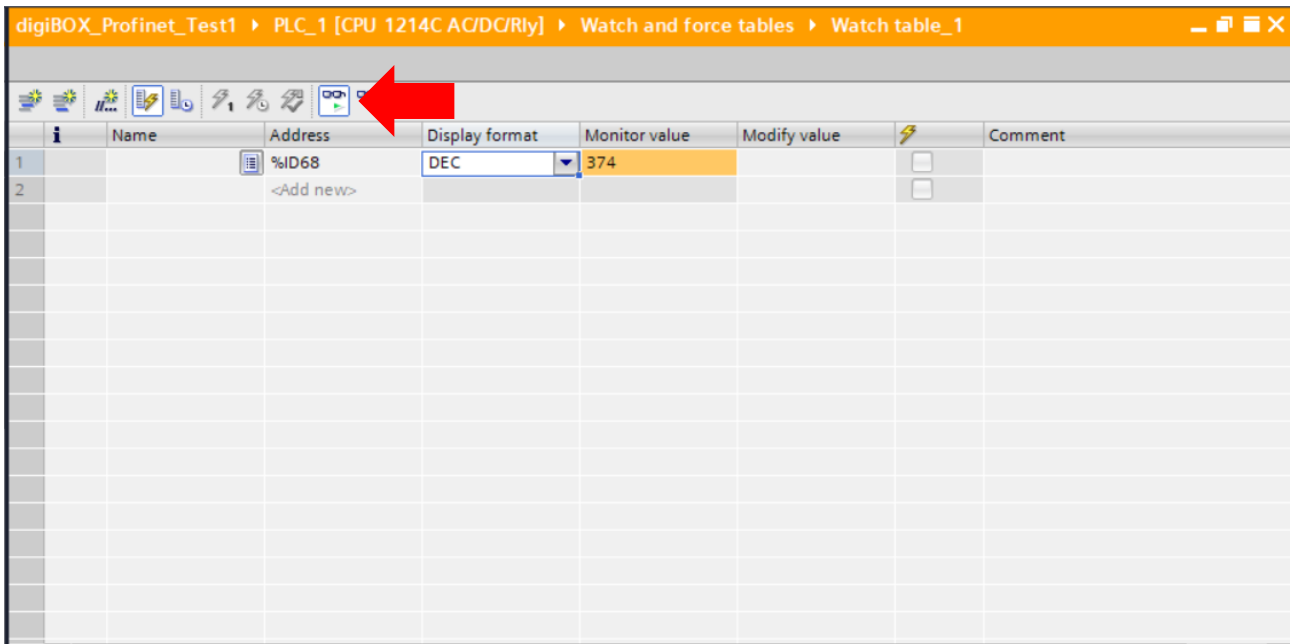 digiBOX_Profinet_Test1 ▸ PLC_1 [CPU 1214C AC/DC/Rly] ▸ Watch and force tables ▸ Watch table_1
i Name Address Display format Monitor value Modify value Comment
1 %ID68 DEC 374
2 <Add new>